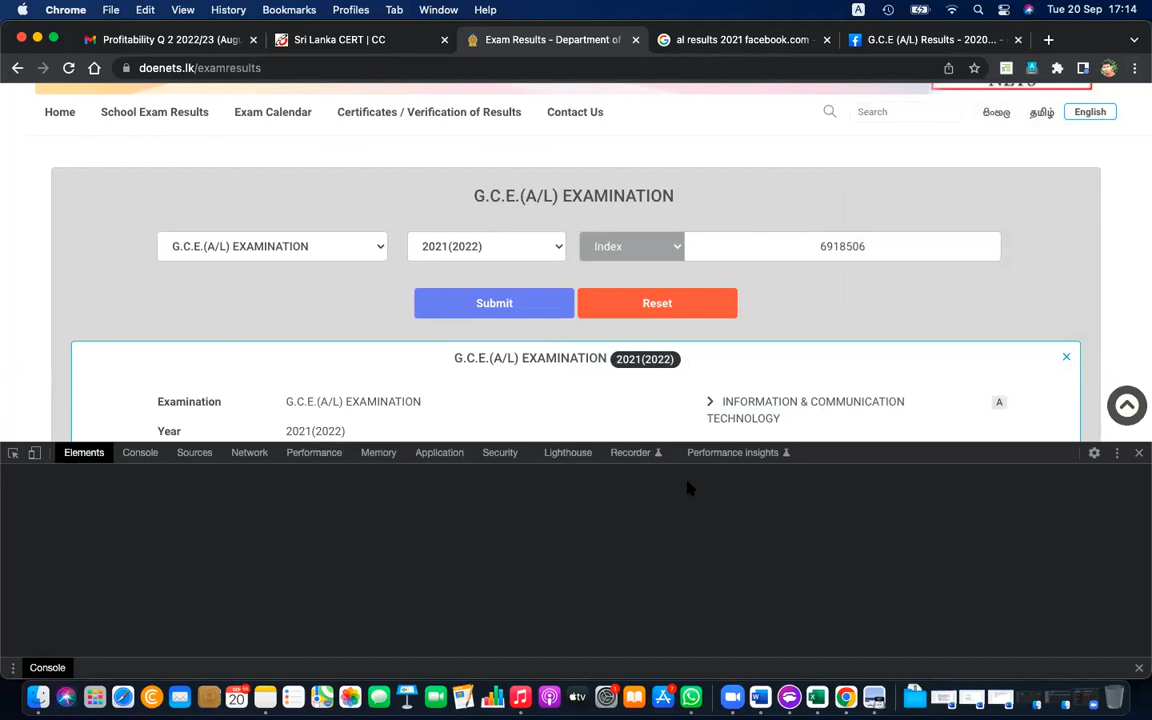 Chrome File Edit View History Bookmarks Profiles Tab Window Help A Tue 20 Sep 17:14
Profitability Q 2 2022/23 (Augu Sri Lanka CERT | CC Exam Results - Department of al results 2021 facebook.com - G.C.E (A/L) Results - 2020...
doenets.lk/examresults
Home School Exam Results Exam Calendar Certificates / Verification of Results Contact Us Search සිංහල தமிழ் English
G.C.E.(A/L) EXAMINATION
G.C.E.(A/L) EXAMINATION 2021(2022) Index 6918506
Submit Reset
G.C.E.(A/L) EXAMINATION 2021(2022)
Examination G.C.E.(A/L) EXAMINATION INFORMATION & COMMUNICATION A
TECHNOLOGY
Year 2021(2022)
Elements Console Sources Network Performance Memory Application Security Lighthouse Recorder Performance insights
Console
SEP
20
tv